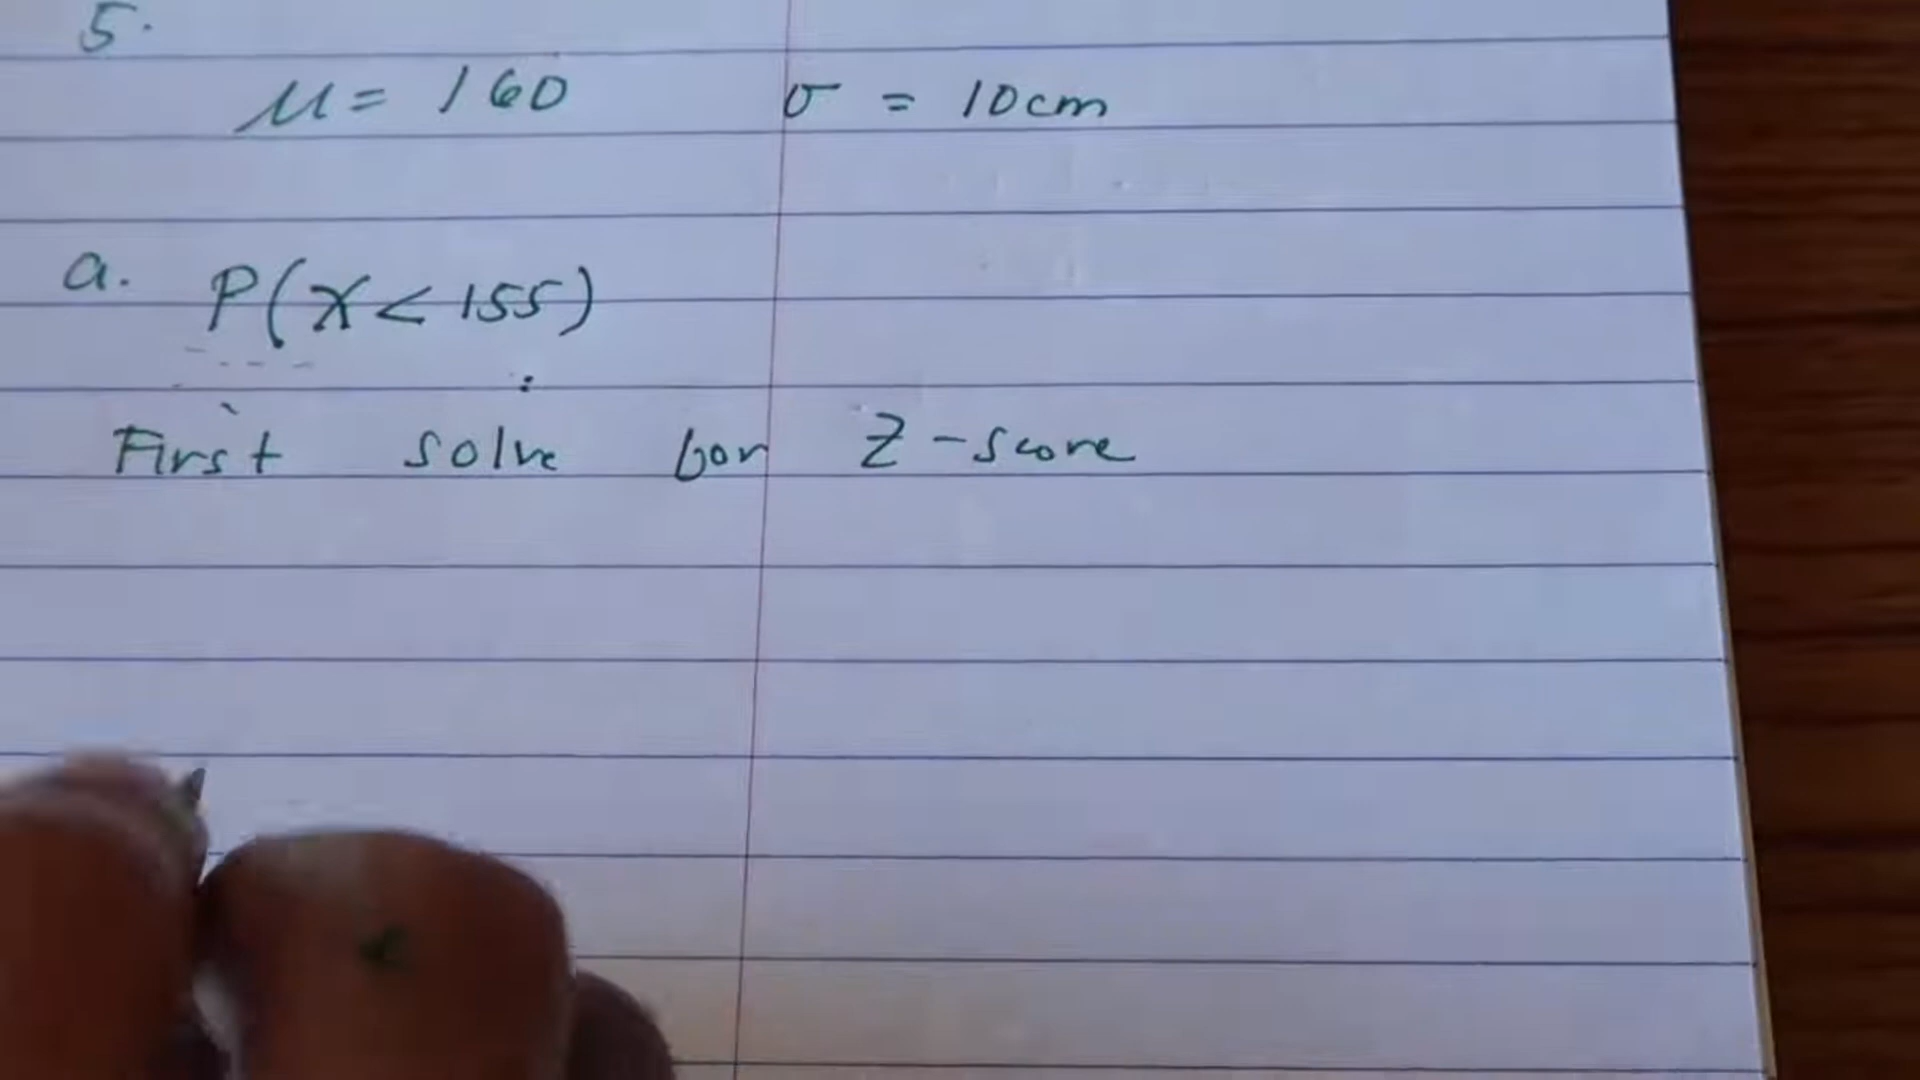 5.
μ = 160 σ = 10cm
a. P(X < 155)
First solve for Z-score